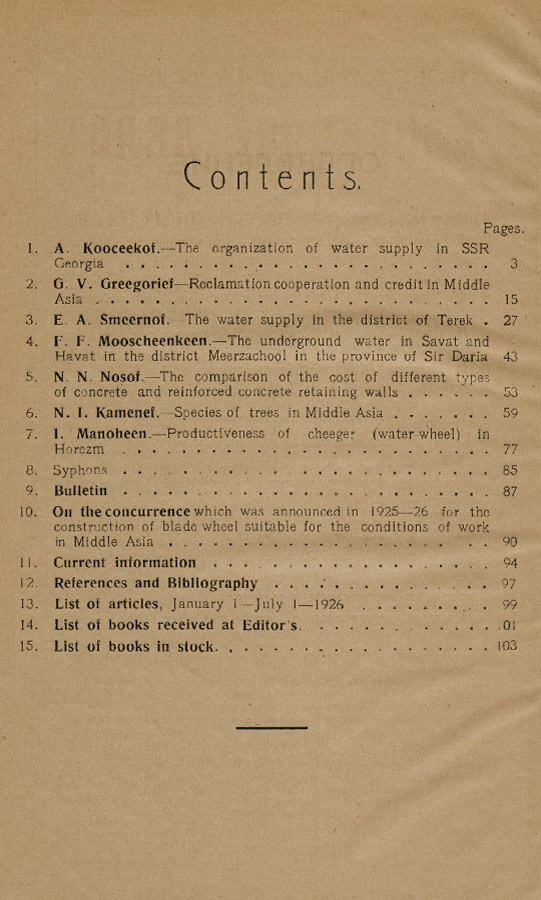 Contents.
Pages.
1. A. Kooceekof.—The organization of water supply in SSR
Georgia . . . . . . . . . . . . . . . . . . . . . 3
2. G. V. Greegorief—Reclamation cooperation and credit in Middle
Asia . . . . . . . . . . . . . . . . . . . . . . . 15
3. E. A. Smeernof. The water supply in the district of Terek . 27
4. F. F. Mooscheenkeen.—The underground water in Savat and
Havat in the district Meerzachool in the province of Sir Daria 43
5. N. N. Nosof.—The comparison of the cost of different types
of concrete and reinforced concrete retaining walls . . . . . . 53
6. N. I. Kamenef. Species of trees in Middle Asia . . . . . . . 59
7. I. Manoheen.—Productiveness of cheeger (water-wheel) in
Horezm . . . . . . . . . . . . . . . . . . . . . . 77
8. Syphons . . . . . . . . . . . . . . . . . . . . . . 85
9. Bulletin . . . . . . . . . . . . . . . . . . . . . . 87
10. On the concurrence which was announced in 1925—26 for the
construction of blade wheel suitable for the conditions of work
in Middle Asia . . . . . . . . . . . . . . . . . . . 90
11. Current information . . . . . . . . . . . . . . . . . 94
12. References and Bibliography . . . . . . . . . . . . . 97
13. List of articles, January 1—July 1—1926 . . . . . . . . 99
14. List of books received at Editor's. . . . . . . . . . . . 101
15. List of books in stock. . . . . . . . . . . . . . . . . 103